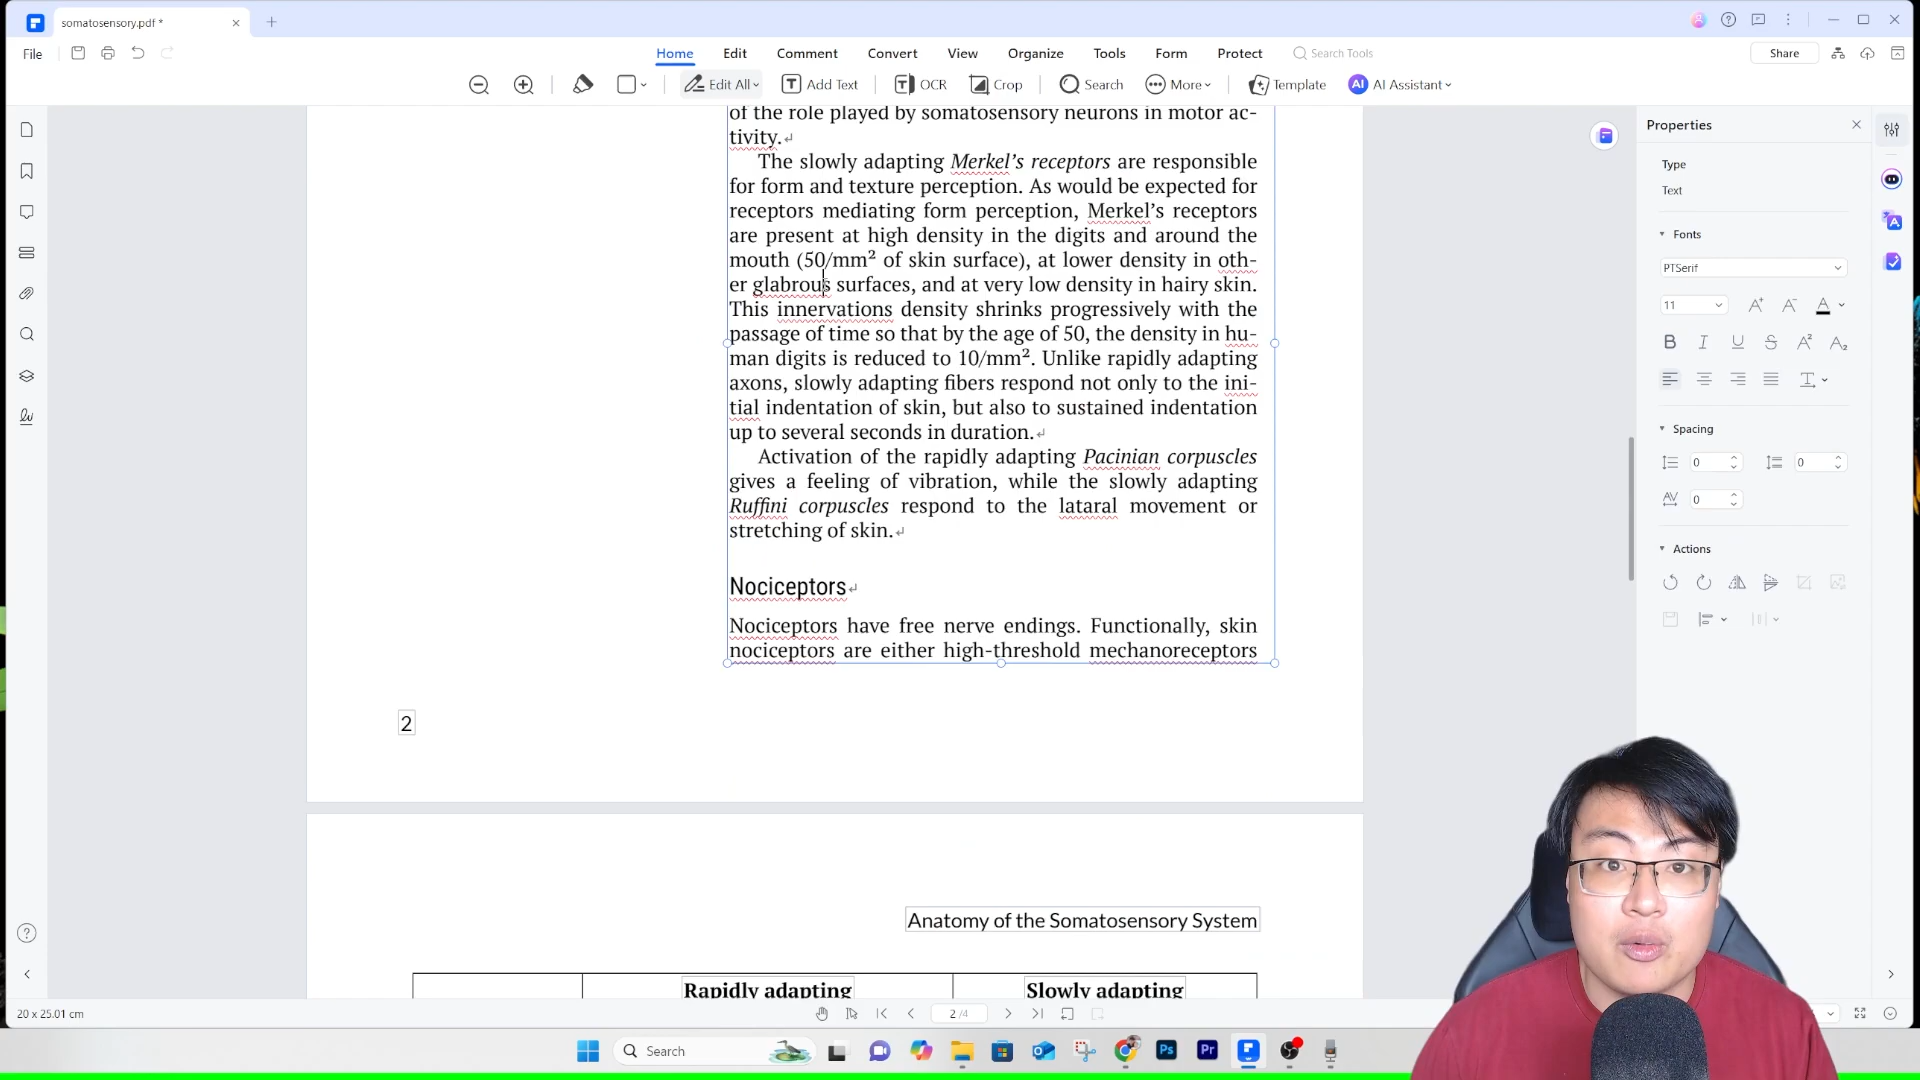 somatosensory.pdf *
File
Home
Edit
Comment
Convert
View
Organize
Tools
Form
Protect
Search Tools
Share
Edit All
Add Text
OCR
Crop
Search
More
Template
AI
AI Assistant
of the role played by somatosensory neurons in motor ac-
tivity.
The slowly adapting Merkel’s receptors are responsible
for form and texture perception. As would be expected for
receptors mediating form perception, Merkel’s receptors
are present at high density in the digits and around the
mouth (50/mm² of skin surface), at lower density in oth-
er glabrous surfaces, and at very low density in hairy skin.
This innervations density shrinks progressively with the
passage of time so that by the age of 50, the density in hu-
man digits is reduced to 10/mm². Unlike rapidly adapting
axons, slowly adapting fibers respond not only to the ini-
tial indentation of skin, but also to sustained indentation
up to several seconds in duration.
Activation of the rapidly adapting Pacinian corpuscles
gives a feeling of vibration, while the slowly adapting
Ruffini corpuscles respond to the lataral movement or
stretching of skin.
Nociceptors
Nociceptors have free nerve endings. Functionally, skin
nociceptors are either high-threshold mechanoreceptors
2
Anatomy of the Somatosensory System
Rapidly adapting
Slowly adapting
Properties
Type
Text
Fonts
PTSerif
11
Spacing
0
0
0
Actions
20 x 25.01 cm
2 /4
Search
Ps
Pr